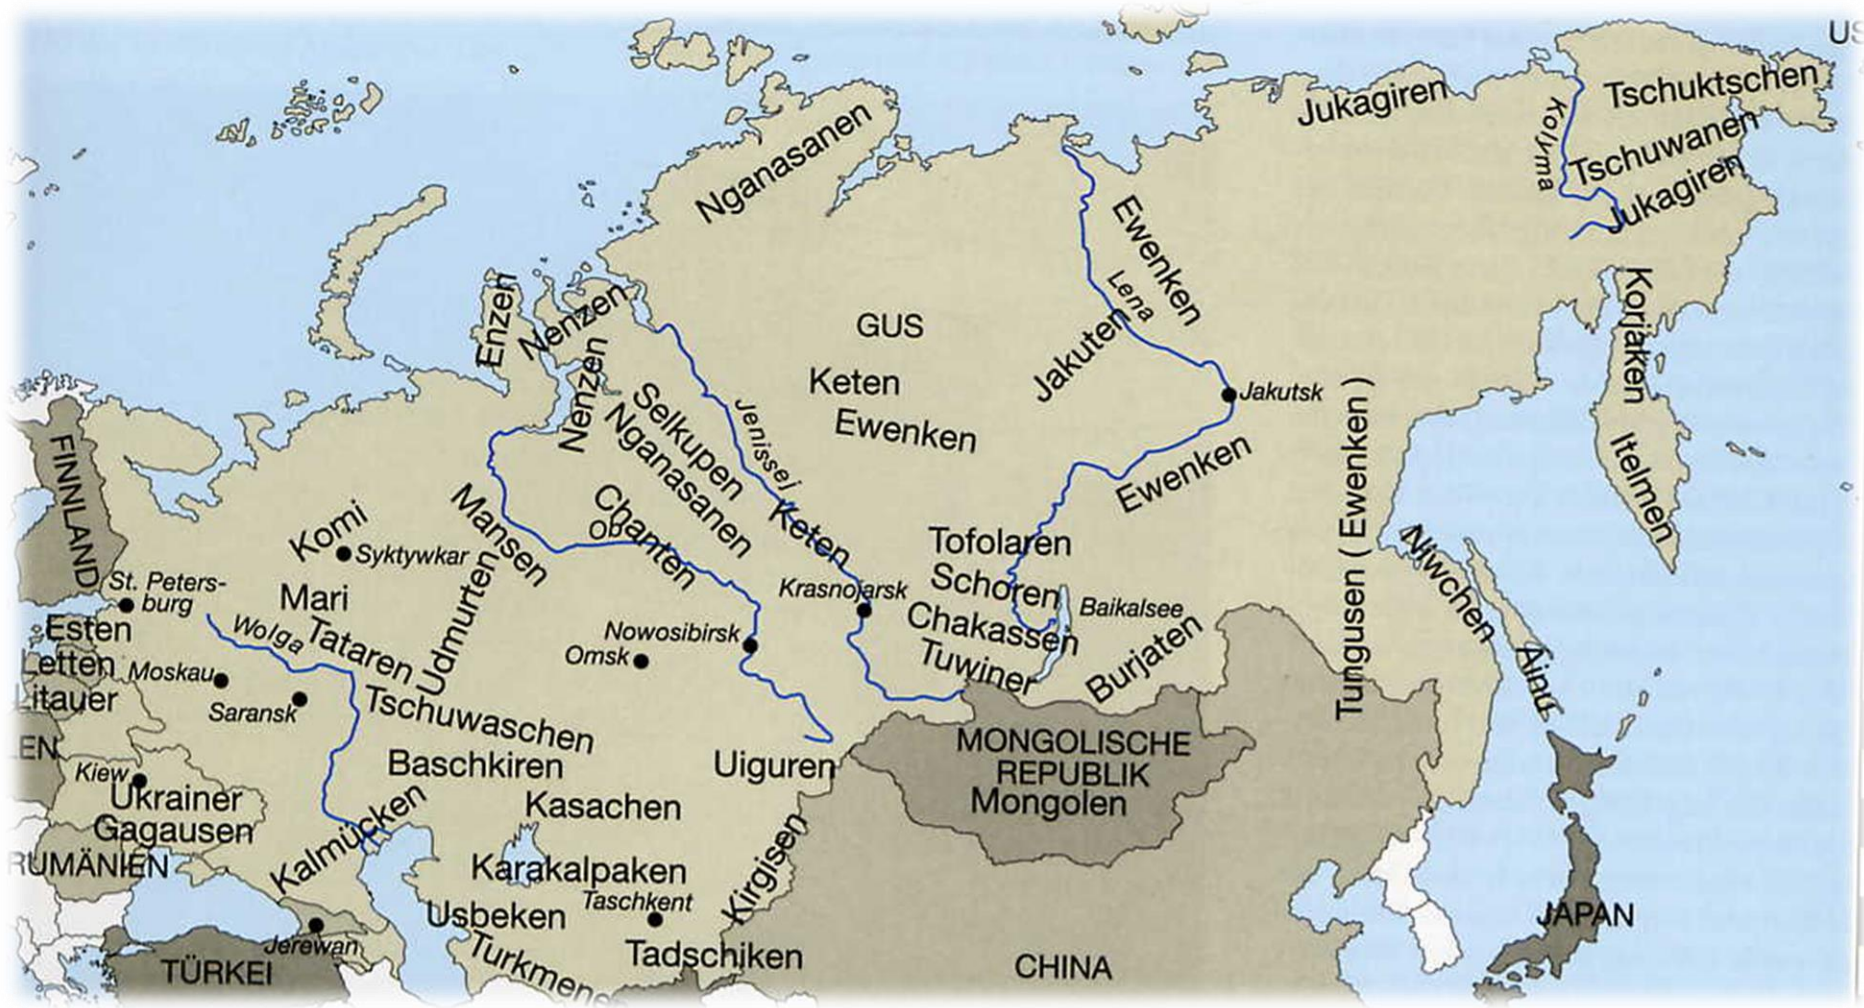 US
Tschuktschen
Jukagiren
Kolyma
Tschuwanen
Jukagiren
Nganasanen
Ewenken
Lena
Jakuten
Korjaken
Enzen
Nenzen
GUS
Nenzen
Keten
Jakutsk
Ewenken
Selkupen
Nganasanen
Jenissej
FINNLAND
Ewenken
Tungusen ( Ewenken )
Itelmen
Mansen
Chanten
Ob
Keten
Komi
Syktywkar
Tofolaren
Schoren
Chakassen
Tuwiner
Niwchen
Krasnojarsk
Baikalsee
St. Peters-
burg
Mari
Udmurten
Esten
Wolga
Tataren
Nowosibirsk
Omsk
Burjaten
Ainu
Letten
Moskau
Litauer
Saransk
Tschuwaschen
LEN
Baschkiren
Uiguren
MONGOLISCHE
REPUBLIK
Mongolen
Kiew
Ukrainer
Gagausen
Kasachen
Kalmücken
RUMÄNIEN
Karakalpaken
Kirgisen
Taschkent
Usbeken
JAPAN
Jerewan
Tadschiken
TÜRKEI
Turkmene
CHINA